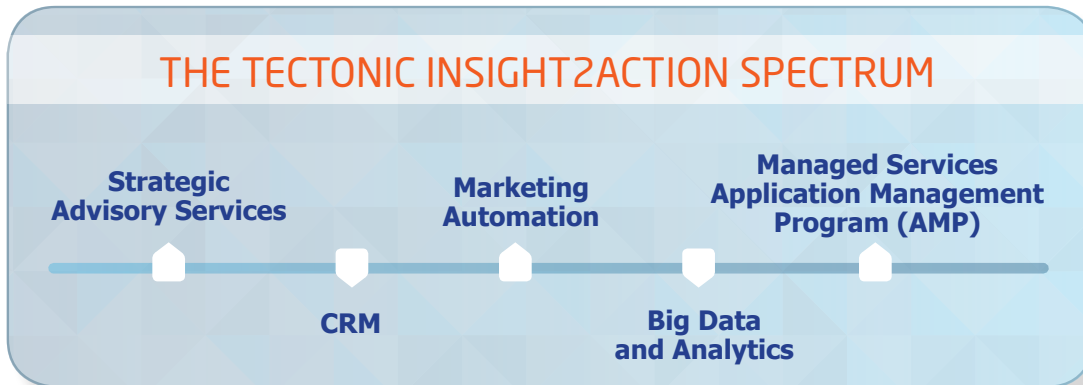 THE TECTONIC INSIGHT2ACTION SPECTRUM
Strategic
Advisory Services
CRM
Marketing
Automation
Big Data
and Analytics
Managed Services
Application Management
Program (AMP)